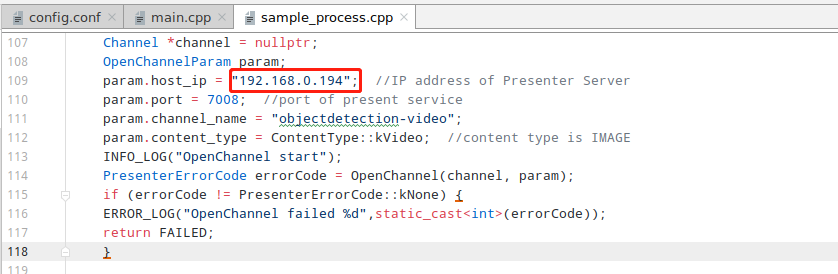 config.conf × main.cpp × sample_process.cpp ×
107 Channel *channel = nullptr;
108 OpenChannelParam param;
109 param.host_ip = "192.168.0.194"; //IP address of Presenter Server
110 param.port = 7008; //port of present service
111 param.channel_name = "objectdetection-video";
112 param.content_type = ContentType::kVideo; //content type is IMAGE
113 INFO_LOG("OpenChannel start");
114 PresenterErrorCode errorCode = OpenChannel(channel, param);
115 if (errorCode != PresenterErrorCode::kNone) {
116 ERROR_LOG("OpenChannel failed %d",static_cast<int>(errorCode));
117 return FAILED;
118 }
119